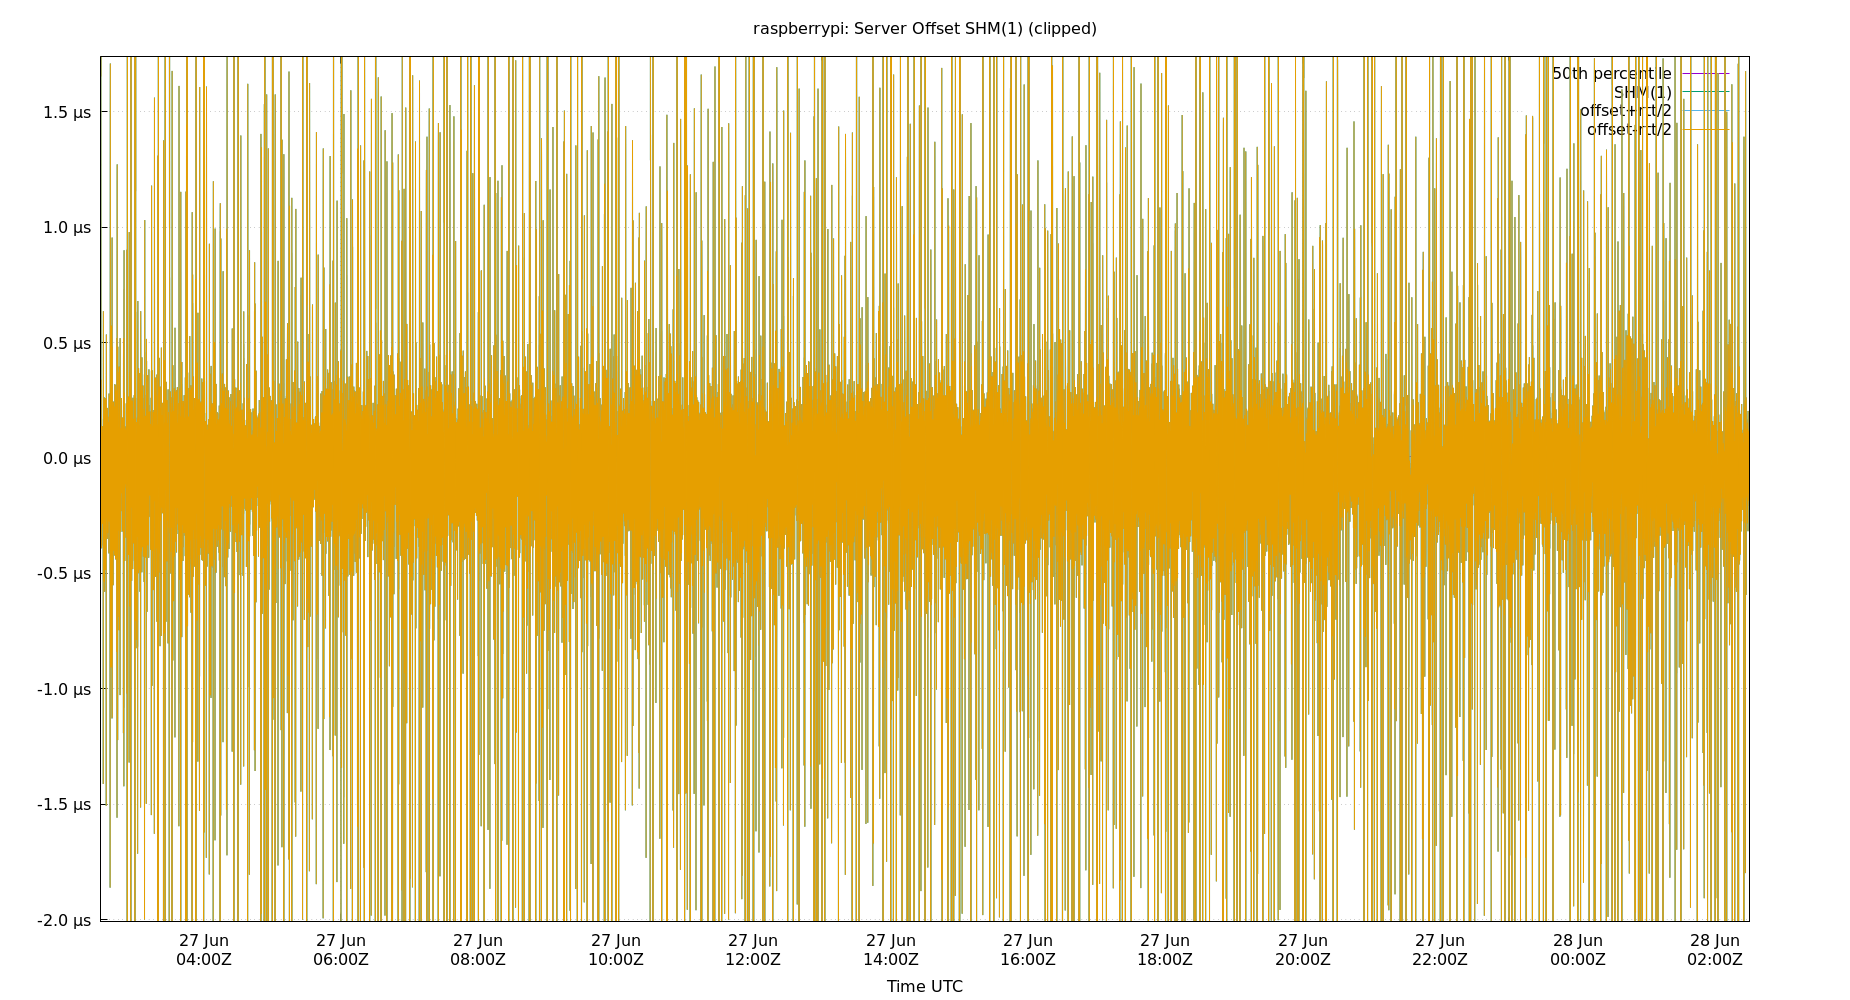 raspberrypi: Server Offset SHM(1) (clipped)
50th percentile
SHM(1)
offset+rtt/2
offset-rtt/2
1.5 µs
1.0 µs
0.5 µs
0.0 µs
-0.5 µs
-1.0 µs
-1.5 µs
-2.0 µs
27 Jun 27 Jun 27 Jun 27 Jun 27 Jun 27 Jun 27 Jun 27 Jun 27 Jun 27 Jun 28 Jun 28 Jun
04:00Z 06:00Z 08:00Z 10:00Z 12:00Z 14:00Z 16:00Z 18:00Z 20:00Z 22:00Z 00:00Z 02:00Z
Time UTC